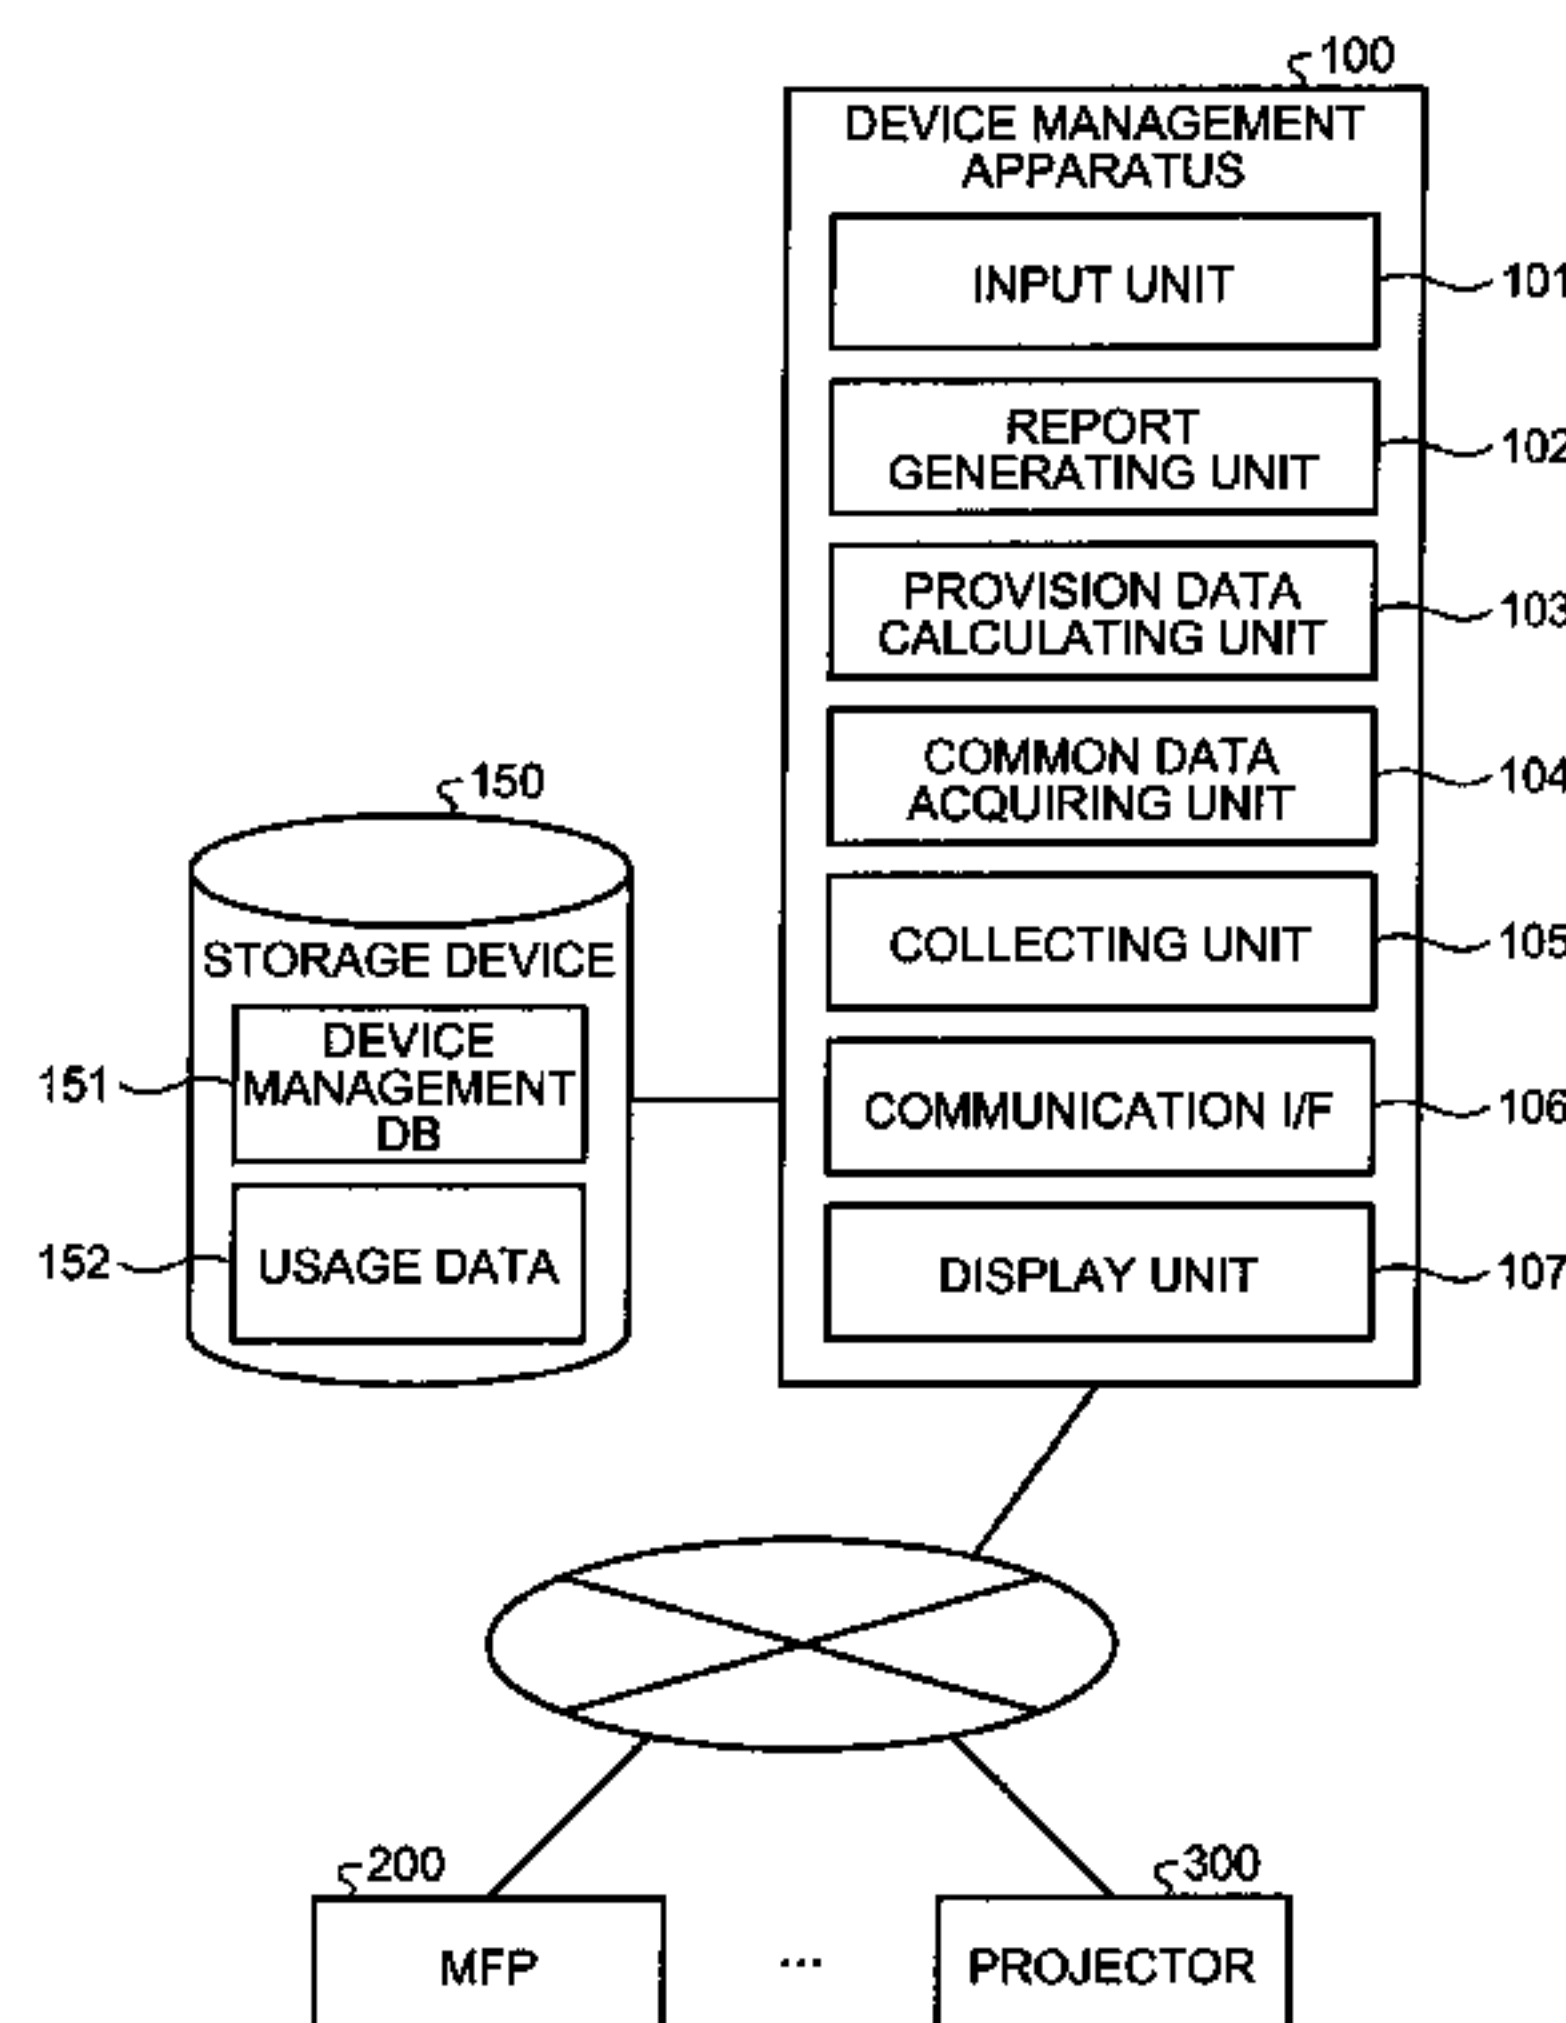 100
DEVICE MANAGEMENT
APPARATUS
INPUT UNIT
101
REPORT
GENERATING UNIT
102
PROVISION DATA
CALCULATING UNIT
103
COMMON DATA
ACQUIRING UNIT
104
COLLECTING UNIT
105
COMMUNICATION I/F
106
DISPLAY UNIT
107
150
STORAGE DEVICE
151
DEVICE
MANAGEMENT
DB
152
USAGE DATA
200
MFP
...
300
PROJECTOR